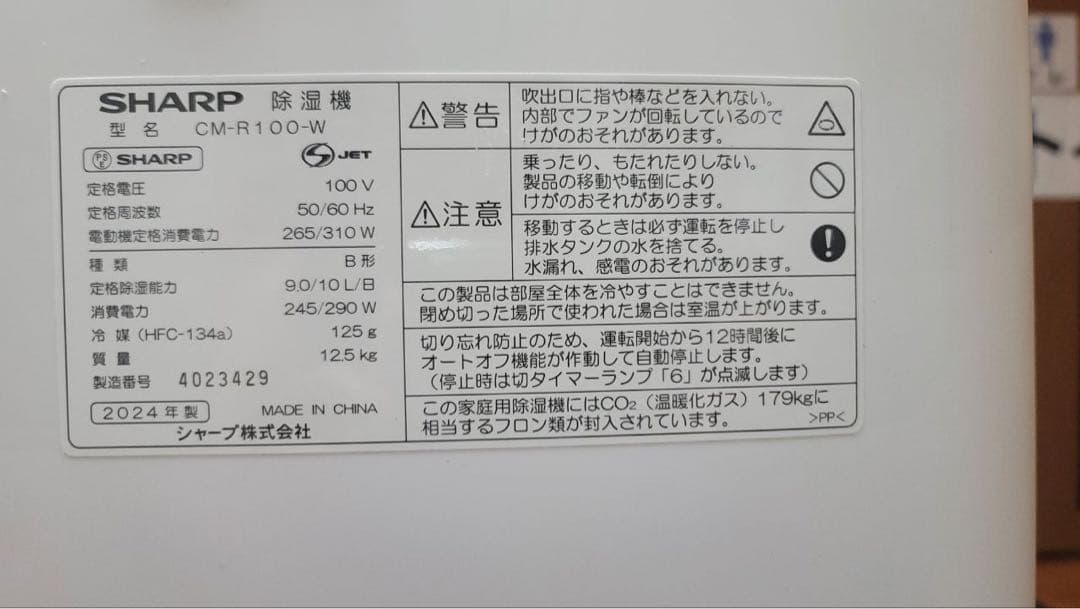 SHARP 除湿機
型名 CM-R100-W
PSE SHARP S JET
定格電圧 100 V
定格周波数 50/60 Hz
電動機定格消費電力 265/310 W
種類 B形
定格除湿能力 9.0/10 L/日
消費電力 245/290 W
冷媒（HFC-134a） 125 g
質量 12.5 kg
製造番号 4023429
2024年製 MADE IN CHINA
シャープ株式会社
警告
吹出口に指や棒などを入れない。
内部でファンが回転しているので
けがのおそれがあります。
注意
乗ったり、もたれたりしない。
製品の移動や転倒により
けがのおそれがあります。
移動するときは必ず運転を停止し
排水タンクの水を捨てる。
水漏れ、感電のおそれがあります。
この製品は部屋全体を冷やすことはできません。
閉め切った場所で使われた場合は室温が上がります。
切り忘れ防止のため、運転開始から12時間後に
オートオフ機能が作動して自動停止します。
（停止時は切タイマーランプ「6」が点滅します）
この家庭用除湿機にはCO₂（温暖化ガス）179kgに
相当するフロン類が封入されています。
>PP<